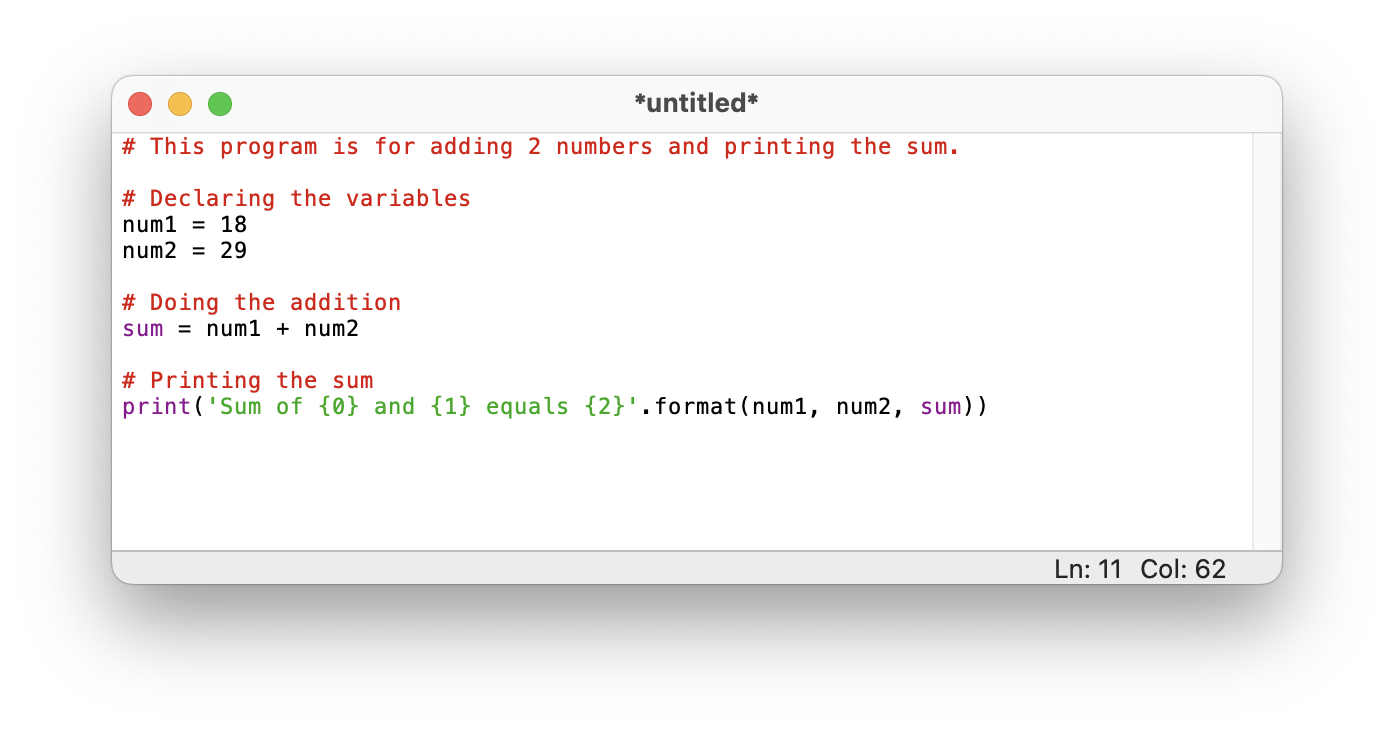 *untitled*
# This program is for adding 2 numbers and printing the sum.
# Declaring the variables
num1 = 18
num2 = 29
# Doing the addition
sum = num1 + num2
# Printing the sum
print('Sum of {0} and {1} equals {2}'.format(num1, num2, sum))
Ln: 11 Col: 62